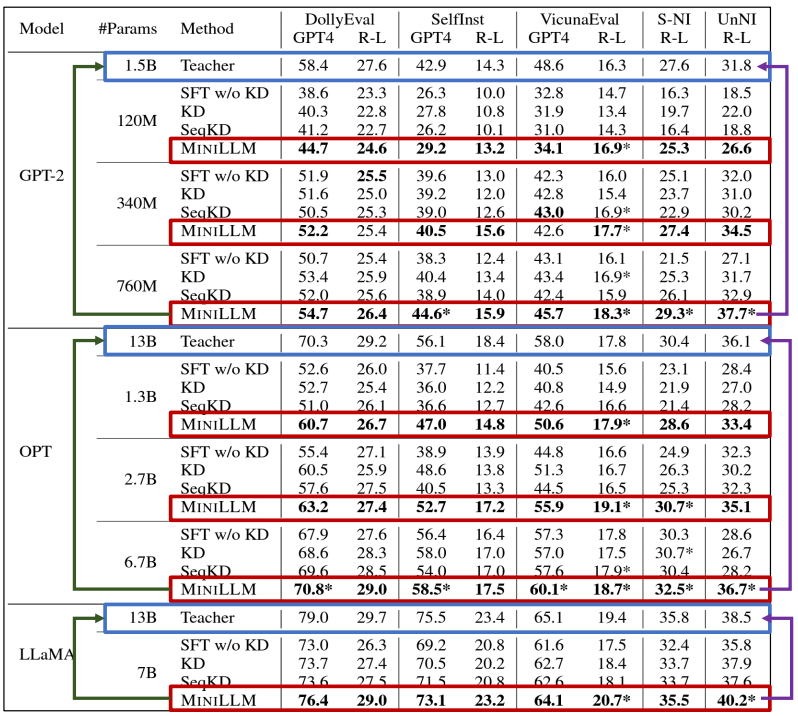 Model #Params Method DollyEval SelfInst VicunaEval S-NI UnNI
GPT4 R-L GPT4 R-L GPT4 R-L R-L R-L
1.5B Teacher 58.4 27.6 42.9 14.3 48.6 16.3 27.6 31.8
SFT w/o KD 38.6 23.3 26.3 10.0 32.8 14.7 16.3 18.5
KD 40.3 22.8 27.8 10.8 31.9 13.4 19.7 22.0
120M
SeqKD 41.2 22.7 26.2 10.1 31.0 14.3 16.4 18.8
MINILLM 44.7 24.6 29.2 13.2 34.1 16.9* 25.3 26.6
GPT-2
SFT w/o KD 51.9 25.5 39.6 13.0 42.3 16.0 25.1 32.0
KD 51.6 25.0 39.2 12.0 42.8 15.4 23.7 31.0
340M
SeqKD 50.5 25.3 39.0 12.6 43.0 16.9* 22.9 30.2
MINILLM 52.2 25.4 40.5 15.6 42.6 17.7* 27.4 34.5
SFT w/o KD 50.7 25.4 38.3 12.4 43.1 16.1 21.5 27.1
KD 53.4 25.9 40.4 13.4 43.4 16.9* 25.3 31.7
760M
SeqKD 52.0 25.6 38.9 14.0 42.4 15.9 26.1 32.9
MINILLM 54.7 26.4 44.6* 15.9 45.7 18.3* 29.3* 37.7*
13B Teacher 70.3 29.2 56.1 18.4 58.0 17.8 30.4 36.1
SFT w/o KD 52.6 26.0 37.7 11.4 40.5 15.6 23.1 28.4
KD 52.7 25.4 36.0 12.2 40.8 14.9 21.9 27.0
1.3B
SeqKD 51.0 26.1 36.6 12.7 42.6 16.6 21.4 28.2
MINILLM 60.7 26.7 47.0 14.8 50.6 17.9* 28.6 33.4
OPT
SFT w/o KD 55.4 27.1 38.9 13.9 44.8 16.6 24.9 32.3
KD 60.5 25.9 48.6 13.8 51.3 16.7 26.3 30.2
2.7B
SeqKD 57.6 27.5 40.5 13.3 44.5 16.5 25.3 32.3
MINILLM 63.2 27.4 52.7 17.2 55.9 19.1* 30.7* 35.1
SFT w/o KD 67.9 27.6 56.4 16.4 57.3 17.8 30.3 28.6
KD 68.6 28.3 58.0 17.0 57.0 17.5 30.7* 26.7
6.7B
SeqKD 69.6 28.5 54.0 17.0 57.6 17.9* 30.4 28.2
MINILLM 70.8* 29.0 58.5* 17.5 60.1* 18.7* 32.5* 36.7*
13B Teacher 79.0 29.7 75.5 23.4 65.1 19.4 35.8 38.5
SFT w/o KD 73.0 26.3 69.2 20.8 61.6 17.5 32.4 35.8
LLaMA
KD 73.7 27.4 70.5 20.2 62.7 18.4 33.7 37.9
7B
SeqKD 73.6 27.5 71.5 20.8 62.6 18.1 33.7 37.6
MINILLM 76.4 29.0 73.1 23.2 64.1 20.7* 35.5 40.2*